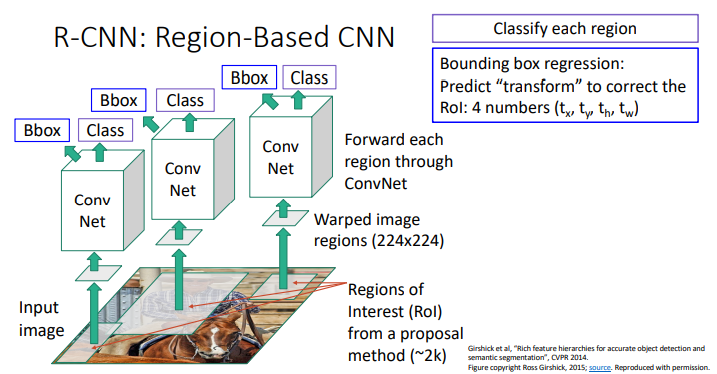 R-CNN: Region-Based CNN
Classify each region
Bounding box regression:
Predict “transform” to correct the
RoI: 4 numbers (tx, ty, th, tw)
Bbox
Class
Bbox
Class
Bbox
Class
Conv
Net
Conv
Net
Conv
Net
Forward each
region through
ConvNet
Warped image
regions (224x224)
Input
image
Regions of
Interest (RoI)
from a proposal
method (~2k)
Girshick et al, “Rich feature hierarchies for accurate object detection and
semantic segmentation”, CVPR 2014.
Figure copyright Ross Girshick, 2015; source. Reproduced with permission.